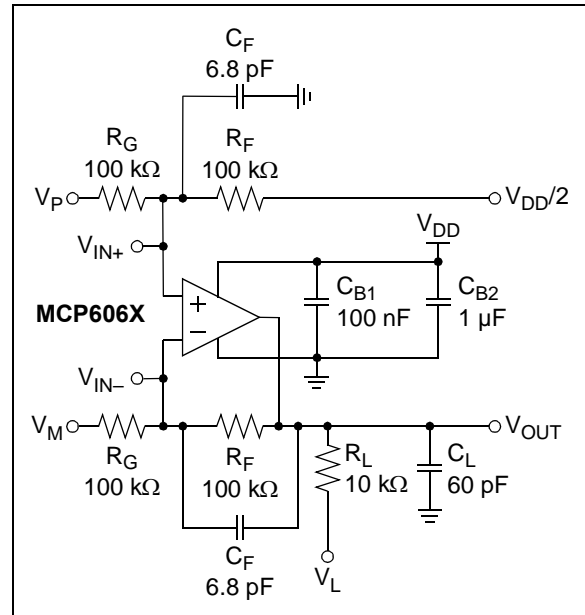 C_F
6.8 pF
R_G
100 kΩ
R_F
100 kΩ
V_P
V_DD/2
V_IN+
V_DD
MCP606X
+
–
C_B1
100 nF
C_B2
1 µF
V_IN–
V_M
V_OUT
R_G
100 kΩ
R_F
100 kΩ
R_L
10 kΩ
C_L
60 pF
C_F
6.8 pF
V_L